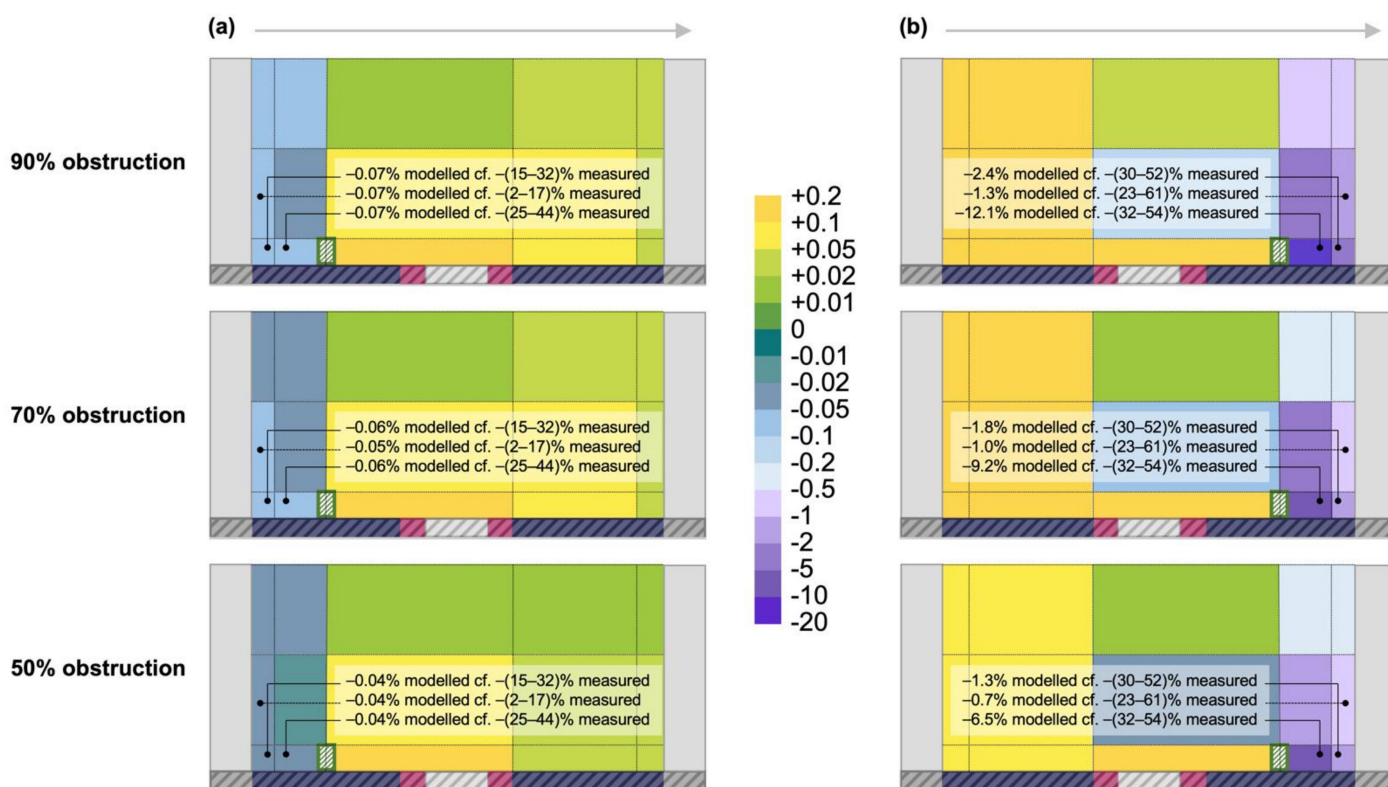 (a)
(b)
90% obstruction
–0.07% modelled cf. –(15–32)% measured
–0.07% modelled cf. –(2–17)% measured
–0.07% modelled cf. –(25–44)% measured
–2.4% modelled cf. –(30–52)% measured
–1.3% modelled cf. –(23–61)% measured
–12.1% modelled cf. –(32–54)% measured
+0.2
+0.1
+0.05
+0.02
+0.01
0
-0.01
-0.02
-0.05
-0.1
-0.2
-0.5
-1
-2
-5
-10
-20
70% obstruction
–0.06% modelled cf. –(15–32)% measured
–0.05% modelled cf. –(2–17)% measured
–0.06% modelled cf. –(25–44)% measured
–1.8% modelled cf. –(30–52)% measured
–1.0% modelled cf. –(23–61)% measured
–9.2% modelled cf. –(32–54)% measured
50% obstruction
–0.04% modelled cf. –(15–32)% measured
–0.04% modelled cf. –(2–17)% measured
–0.04% modelled cf. –(25–44)% measured
–1.3% modelled cf. –(30–52)% measured
–0.7% modelled cf. –(23–61)% measured
–6.5% modelled cf. –(32–54)% measured